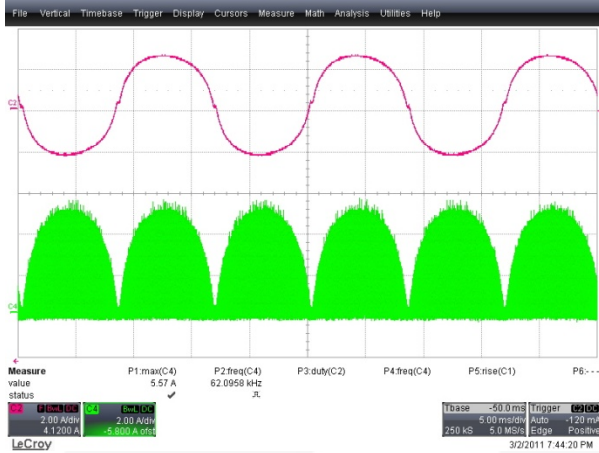 File Vertical Timebase Trigger Display Cursors Measure Math Analysis Utilities Help
C2
C4
Measure P1:max(C4) P2:freq(C4) P3:duty(C2) P4:freq(C4) P5:rise(C1) P6:- - -
value 5.57 A 62.0958 kHz
status
C2 F BwL DC C4 BwL DC Tbase -50.0 ms Trigger C2 DC
2.00 A/div 2.00 A/div 5.00 ms/div Auto -120 mA
4.1200 A -5.800 A ofst 250 kS 5.0 MS/s Edge Positive
LeCroy 3/2/2011 7:44:20 PM